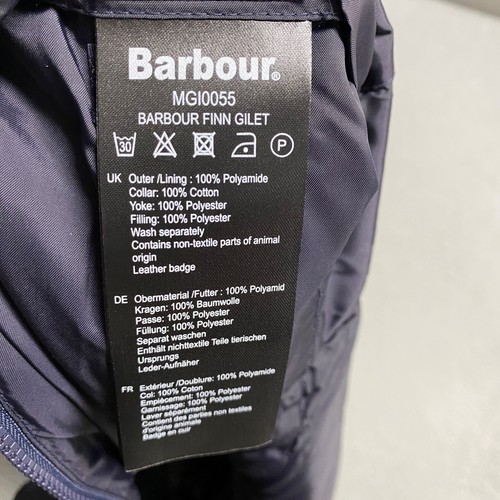 Barbour®
MGI0055
BARBOUR FINN GILET
30 P
UK Outer /Lining : 100% Polyamide
Collar: 100% Cotton
Yoke: 100% Polyester
Filling: 100% Polyester
Wash separately
Contains non-textile parts of animal
origin
Leather badge
DE Obermaterial /Futter : 100% Polyamid
Kragen: 100% Baumwolle
Passe: 100% Polyester
Füllung: 100% Polyester
Separat waschen
Enthält nichttextile Teile tierischen
Ursprungs
Leder-Aufnäher
FR Extérieur /Doublure: 100% Polyamide
Col: 100% Coton
Empiècement: 100% Polyester
Garnissage: 100% Polyester
Laver séparément
Contient des parties non textiles
d'origine animale
Badge en cuir